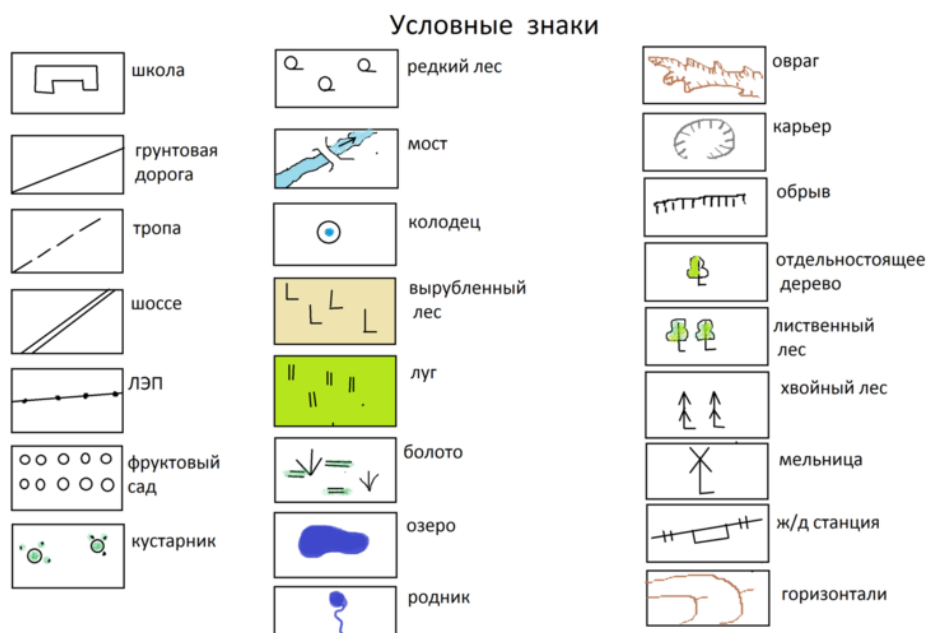 Условные знаки
школа
грунтовая
дорога
тропа
шоссе
ЛЭП
фруктовый
сад
кустарник
редкий лес
мост
колодец
вырубленный
лес
луг
болото
озеро
родник
овраг
карьер
обрыв
отдельностоящее
дерево
лиственный
лес
хвойный лес
мельница
ж/д станция
горизонтали